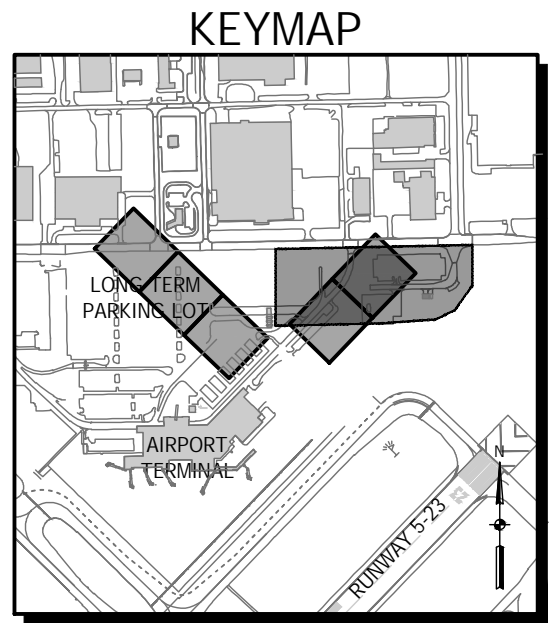 KEYMAP
LONG TERM
PARKING LOT
AIRPORT
TERMINAL
N
RUNWAY 5-23